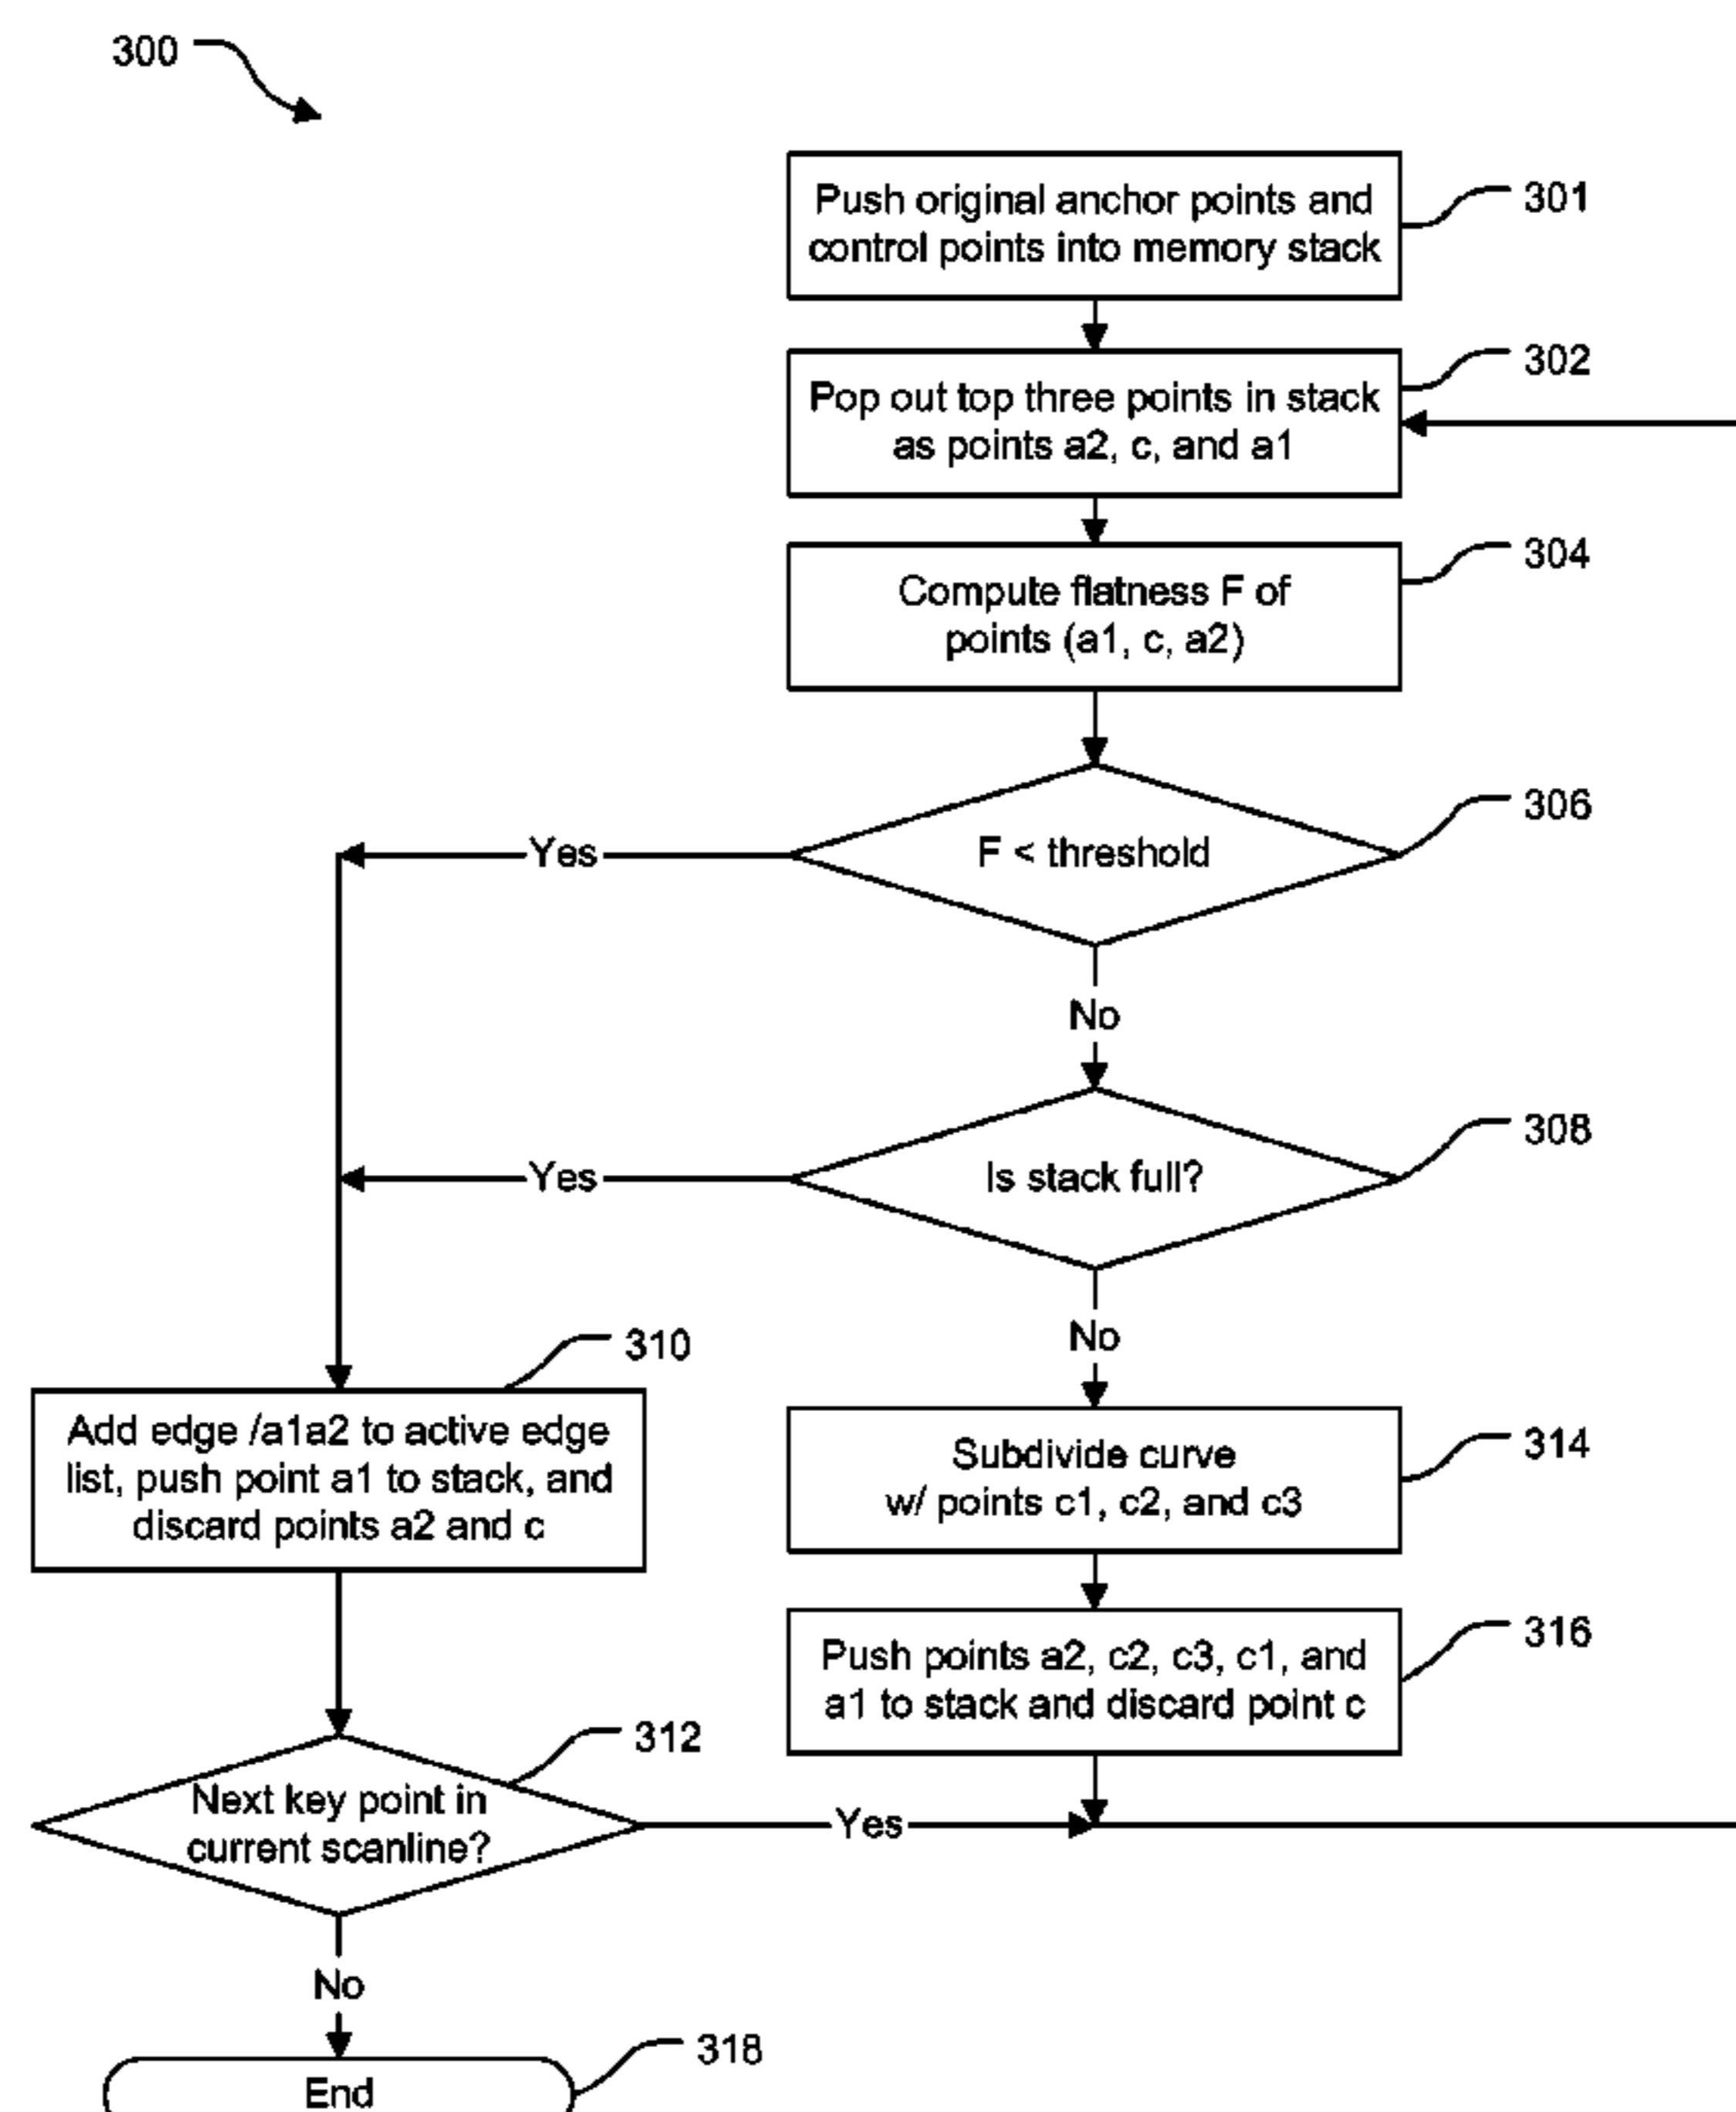 300
Push original anchor points and
control points into memory stack
301
Pop out top three points in stack
as points a2, c, and a1
302
Compute flatness F of
points (a1, c, a2)
304
F < threshold
306
Yes
No
Is stack full?
308
Yes
No
310
Add edge /a1a2 to active edge
list, push point a1 to stack, and
discard points a2 and c
Subdivide curve
w/ points c1, c2, and c3
314
Push points a2, c2, c3, c1, and
a1 to stack and discard point c
316
312
Next key point in
current scanline?
Yes
No
318
End